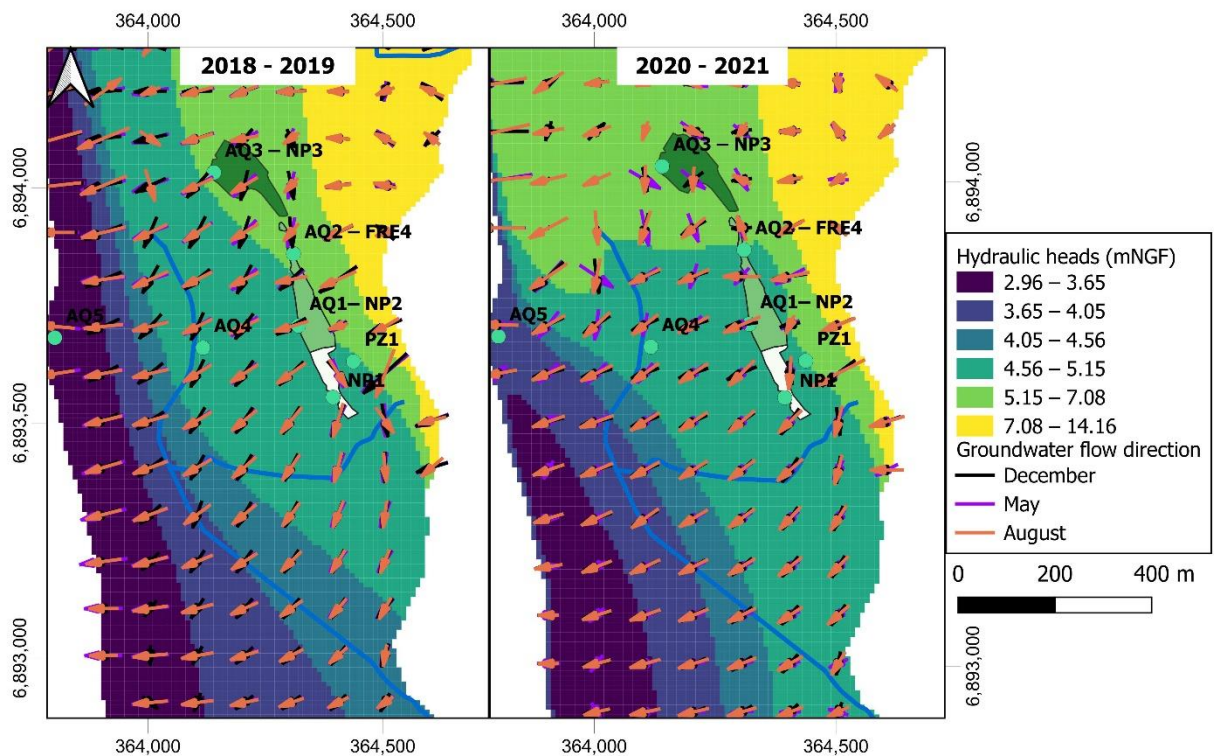 364,000
364,500
364,000
364,500
2018 - 2019
2020 - 2021
6,894,000
6,893,500
6,893,000
AQ3 – NP3
AQ2 – FRE4
AQ1 – NP2
AQ5
AQ4
PZ1
NP1
AQ3 – NP3
AQ2 – FRE4
AQ1 – NP2
AQ5
AQ4
PZ1
NP1
6,894,000
6,893,000
Hydraulic heads (mNGF)
2.96 – 3.65
3.65 – 4.05
4.05 – 4.56
4.56 – 5.15
5.15 – 7.08
7.08 – 14.16
Groundwater flow direction
December
May
August
0 200 400 m
364,000
364,500
364,000
364,500